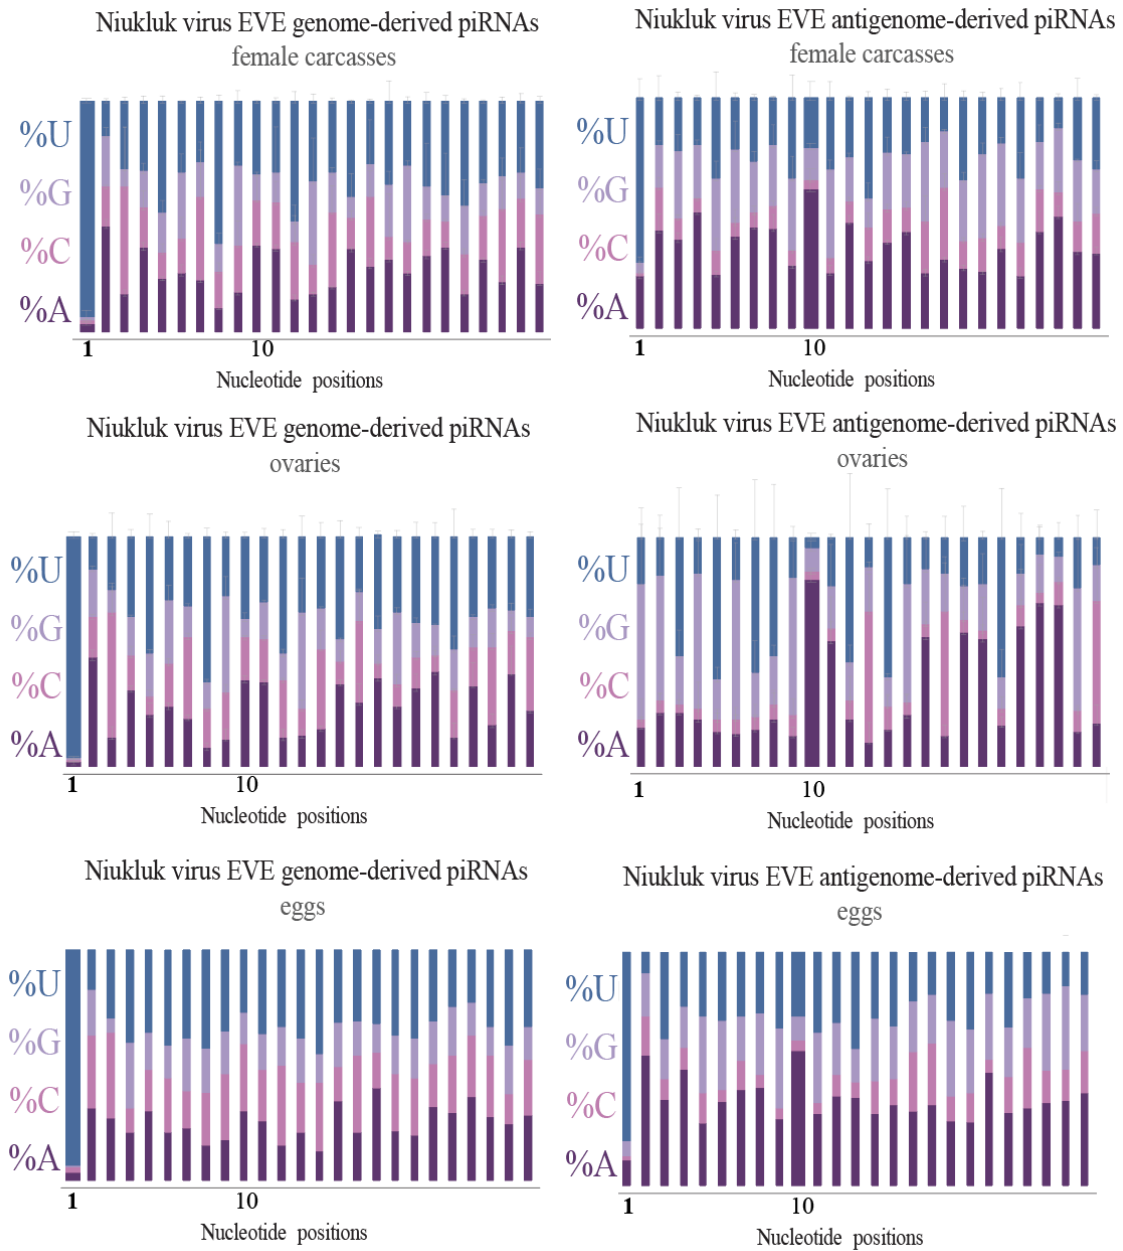 Niukluk virus EVE genome-derived piRNAs
female carcasses
%U
%G
%C
%A
1
10
Nucleotide positions
Niukluk virus EVE antigenome-derived piRNAs
female carcasses
%U
%G
%C
%A
1
10
Nucleotide positions
Niukluk virus EVE genome-derived piRNAs
ovaries
%U
%G
%C
%A
1
10
Nucleotide positions
Niukluk virus EVE antigenome-derived piRNAs
ovaries
%U
%G
%C
%A
1
10
Nucleotide positions
Niukluk virus EVE genome-derived piRNAs
eggs
%U
%G
%C
%A
1
10
Nucleotide positions
Niukluk virus EVE antigenome-derived piRNAs
eggs
%U
%G
%C
%A
1
10
Nucleotide positions